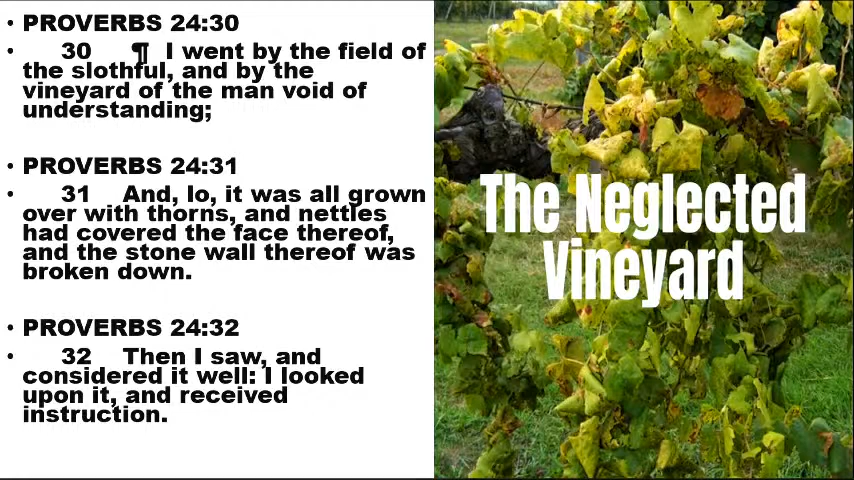 • PROVERBS 24:30
• 30 ¶ I went by the field of
the slothful, and by the
vineyard of the man void of
understanding;
• PROVERBS 24:31
• 31 And, lo, it was all grown
over with thorns, and nettles
had covered the face thereof,
and the stone wall thereof was
broken down.
• PROVERBS 24:32
• 32 Then I saw, and
considered it well: I looked
upon it, and received
instruction.
The Neglected
Vineyard